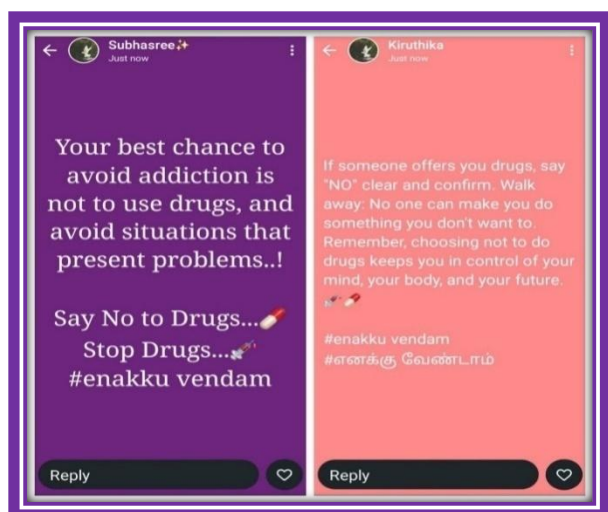 Subhasree✨
Just now
Your best chance to
avoid addiction is
not to use drugs, and
avoid situations that
present problems..!
Say No to Drugs...💊
Stop Drugs...💉
#enakku vendam
Reply
Kiruthika
Just now
If someone offers you drugs, say
"NO" clear and confirm. Walk
away: No one can make you do
something you don't want to.
Remember, choosing not to do
drugs keeps you in control of your
mind, your body, and your future.
💉💊
#enakku vendam
#எனக்கு வேண்டாம்
Reply